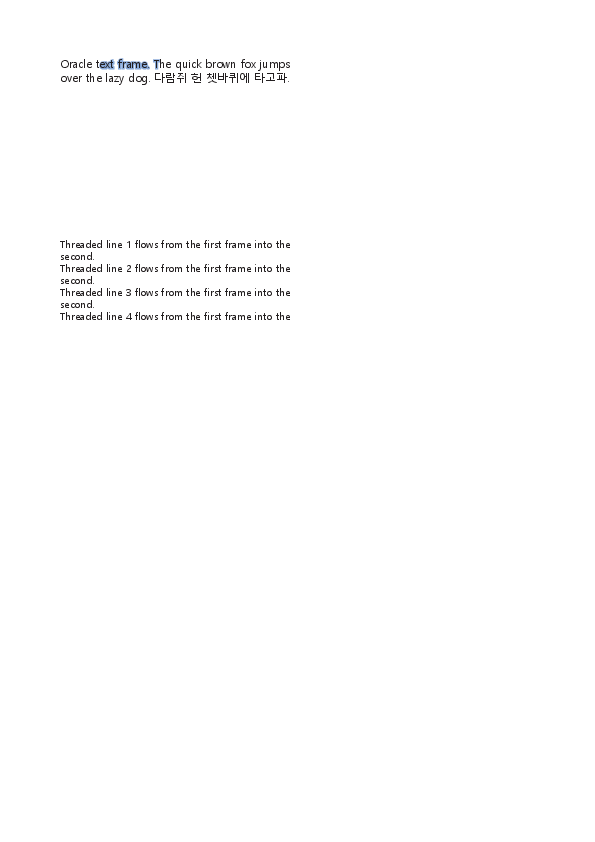 Oracle text frame. The quick brown fox jumps
over the lazy dog. 다람쥐 헌 쳇바퀴에 타고파.
Threaded line 1 flows from the first frame into the
second.
Threaded line 2 flows from the first frame into the
second.
Threaded line 3 flows from the first frame into the
second.
Threaded line 4 flows from the first frame into the